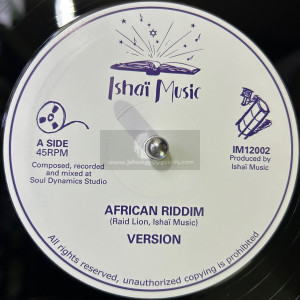 Ishaï Music
A SIDE
45RPM
Composed, recorded
and mixed at
Soul Dynamics Studio
IM12002
Produced by
Ishaï Music
AFRICAN RIDDIM
(Raid Lion, Ishaï Music)
VERSION
All rights reserved, unauthorized copying is prohibited